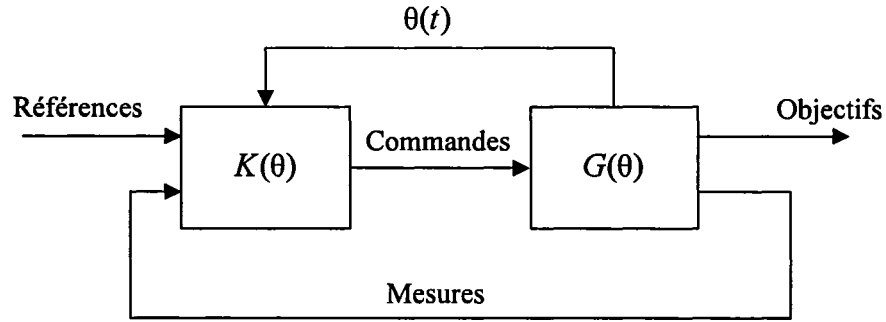 θ(t)
Références
Objectifs
Commandes
K(θ)
G(θ)
Mesures